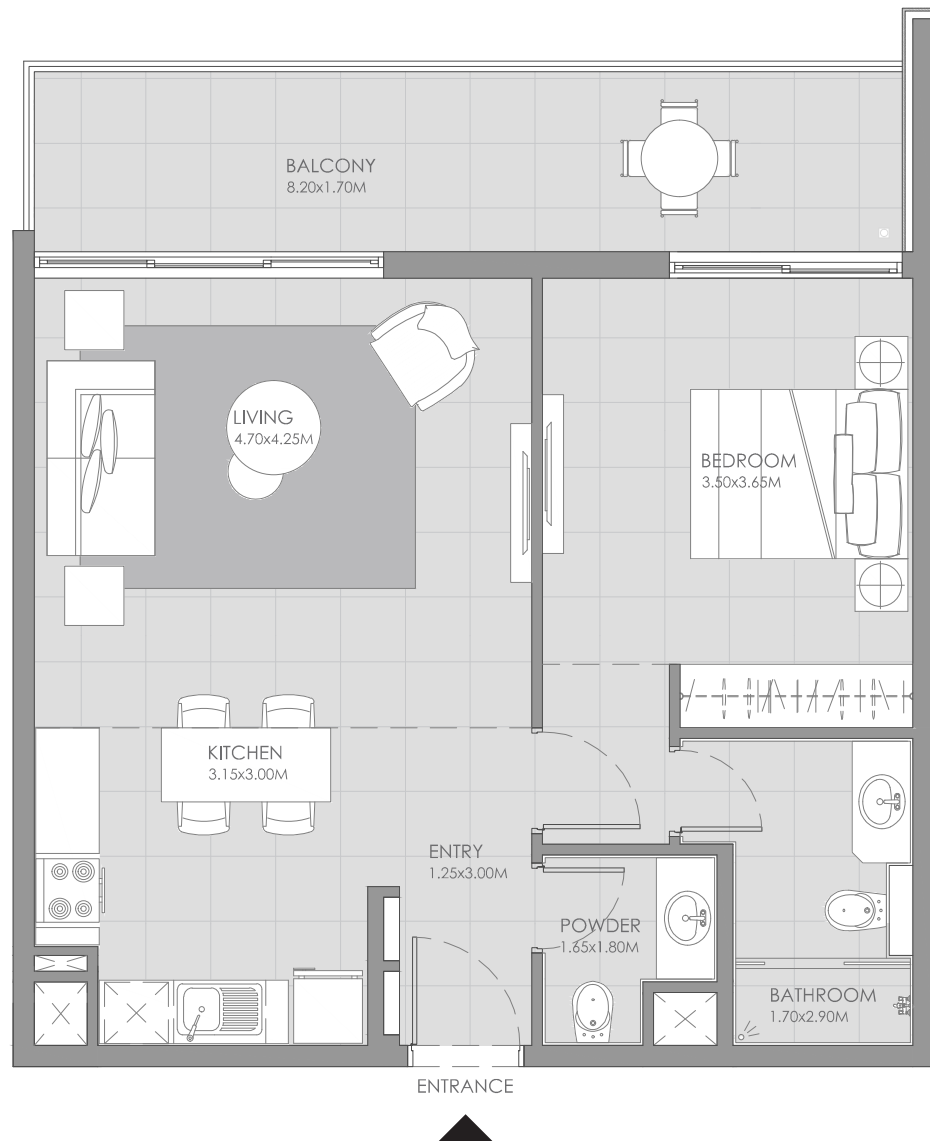 BALCONY
8.20x1.70M
LIVING
4.70x4.25M
BEDROOM
3.50x3.65M
KITCHEN
3.15x3.00M
ENTRY
1.25x3.00M
POWDER
1.65x1.80M
BATHROOM
1.70x2.90M
ENTRANCE